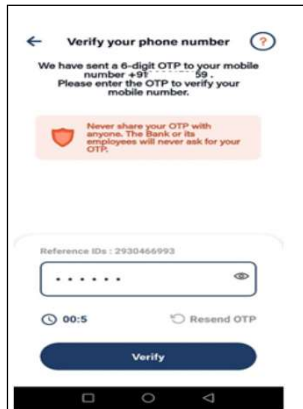 Verify your phone number ?
We have sent a 6-digit OTP to your mobile
number +91 59 .
Please enter the OTP to verify your
mobile number.
Never share your OTP with
anyone. The Bank or its
employees will never ask for your
OTP.
Reference IDs : 2930466993
00:5 Resend OTP
Verify